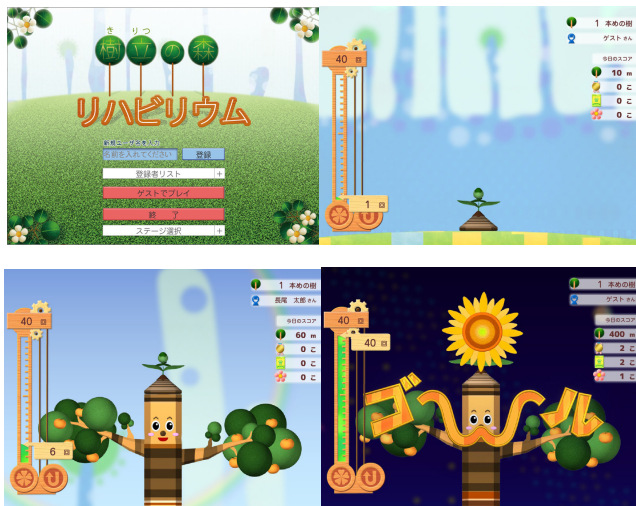 き りつ
樹立の森
リハビリウム
新規ユーザ名を入力
名前を入れてください 登録
登録者リスト +
ゲストでプレイ
終 了
ステージ選択 +
1 本めの樹
ゲスト さん
今日のスコア
10 m
0 こ
0 こ
0 こ
40 回
1 回
1 本めの樹
長尾 太郎 さん
今日のスコア
60 m
0 こ
0 こ
0 こ
40 回
6 回
1 本めの樹
ゲスト さん
今日のスコア
400 m
2 こ
2 こ
1 こ
40 回
40 回
ゴール